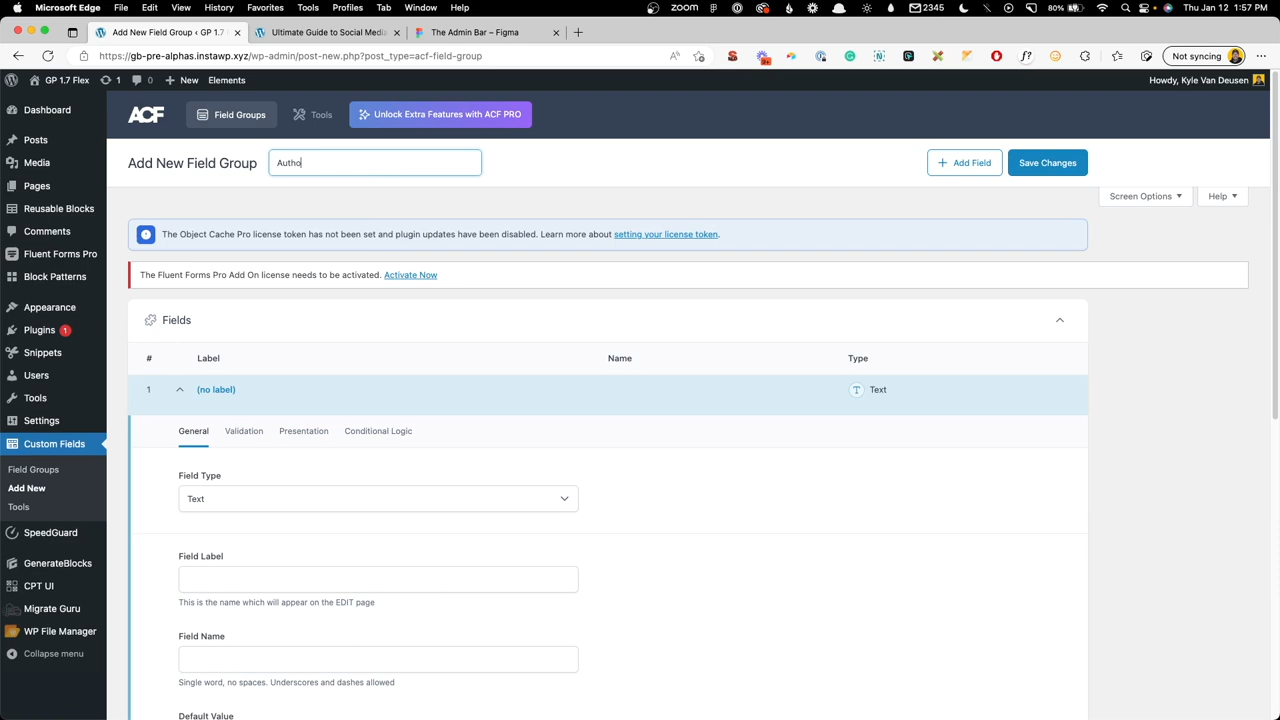 Microsoft Edge File Edit View History Favorites Tools Profiles Tab Window Help
ZOOM 2345 80% Thu Jan 12 1:57 PM
Add New Field Group ‹ GP 1.7 F
Ultimate Guide to Social Media
The Admin Bar – Figma
https://gb-pre-alphas.instawp.xyz/wp-admin/post-new.php?post_type=acf-field-group
Not syncing
GP 1.7 Flex 1 0 New Elements
Howdy, Kyle Van Deusen
Dashboard
Posts
Media
Pages
Reusable Blocks
Comments
Fluent Forms Pro
Block Patterns
Appearance
Plugins 1
Snippets
Users
Tools
Settings
Custom Fields
Field Groups
Add New
Tools
SpeedGuard
GenerateBlocks
CPT UI
Migrate Guru
WP File Manager
Collapse menu
ACF Field Groups Tools Unlock Extra Features with ACF PRO
Add New Field Group Autho
Add Field Save Changes
Screen Options Help
The Object Cache Pro license token has not been set and plugin updates have been disabled. Learn more about setting your license token.
The Fluent Forms Pro Add On license needs to be activated. Activate Now
Fields
# Label Name Type
1 (no label) T Text
General Validation Presentation Conditional Logic
Field Type
Text
Field Label
This is the name which will appear on the EDIT page
Field Name
Single word, no spaces. Underscores and dashes allowed
Default Value